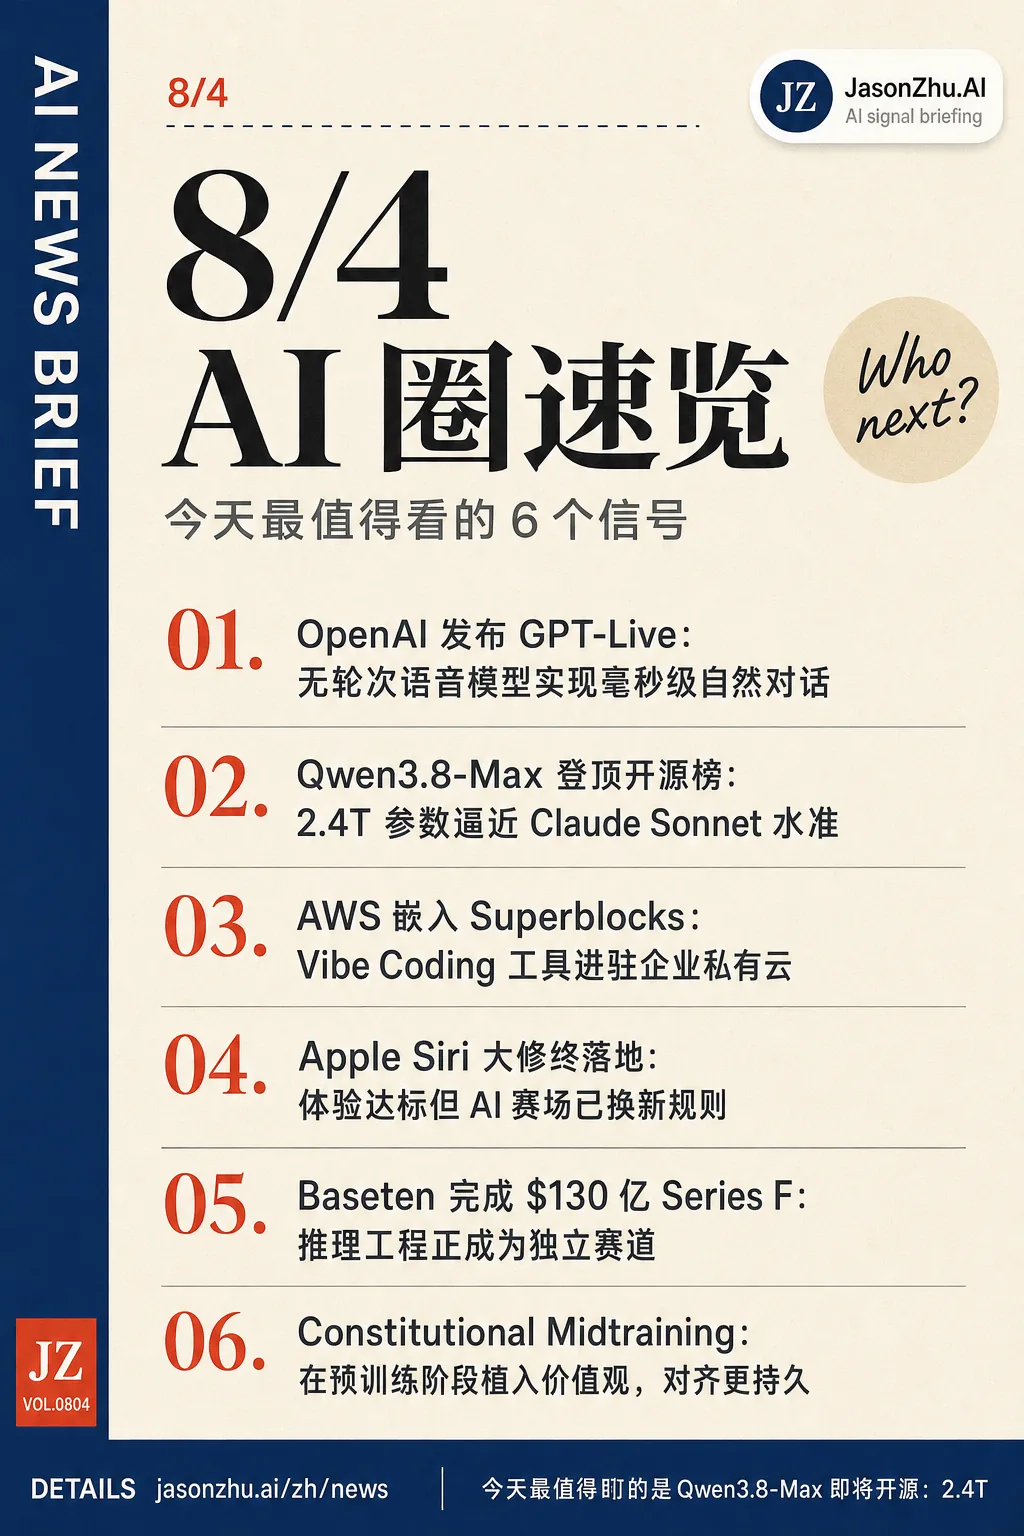 AI NEWS BRIEF
8/4
JZ
JasonZhu.AI
AI signal briefing
8/4
AI 圈速览
Who
next?
今天最值得看的 6 个信号
01.
OpenAI 发布 GPT-Live：
无轮次语音模型实现毫秒级自然对话
02.
Qwen3.8-Max 登顶开源榜：
2.4T 参数逼近 Claude Sonnet 水准
03.
AWS 嵌入 Superblocks：
Vibe Coding 工具进驻企业私有云
04.
Apple Siri 大修终落地：
体验达标但 AI 赛场已换新规则
05.
Baseten 完成 $130 亿 Series F：
推理工程正成为独立赛道
06.
Constitutional Midtraining：
在预训练阶段植入价值观，对齐更持久
JZ
VOL.0804
DETAILS jasonzhu.ai/zh/news
今天最值得的是 Qwen3.8-Max 即将开源：2.4T